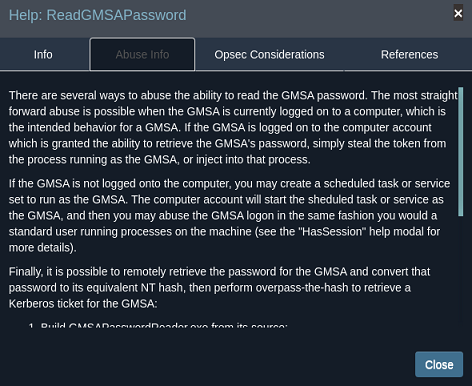 Help: ReadGMSAPassword
×
Info
Abuse Info
Opsec Considerations
References
There are several ways to abuse the ability to read the GMSA password. The most straight
forward abuse is possible when the GMSA is currently logged on to a computer, which is
the intended behavior for a GMSA. If the GMSA is logged on to the computer account
which is granted the ability to retrieve the GMSA's password, simply steal the token from
the process running as the GMSA, or inject into that process.
If the GMSA is not logged onto the computer, you may create a scheduled task or service
set to run as the GMSA. The computer account will start the sheduled task or service as
the GMSA, and then you may abuse the GMSA logon in the same fashion you would a
standard user running processes on the machine (see the "HasSession" help modal for
more details).
Finally, it is possible to remotely retrieve the password for the GMSA and convert that
password to its equivalent NT hash, then perform overpass-the-hash to retrieve a
Kerberos ticket for the GMSA:
1. Build GMSAPasswordReader.exe from its source:
Close